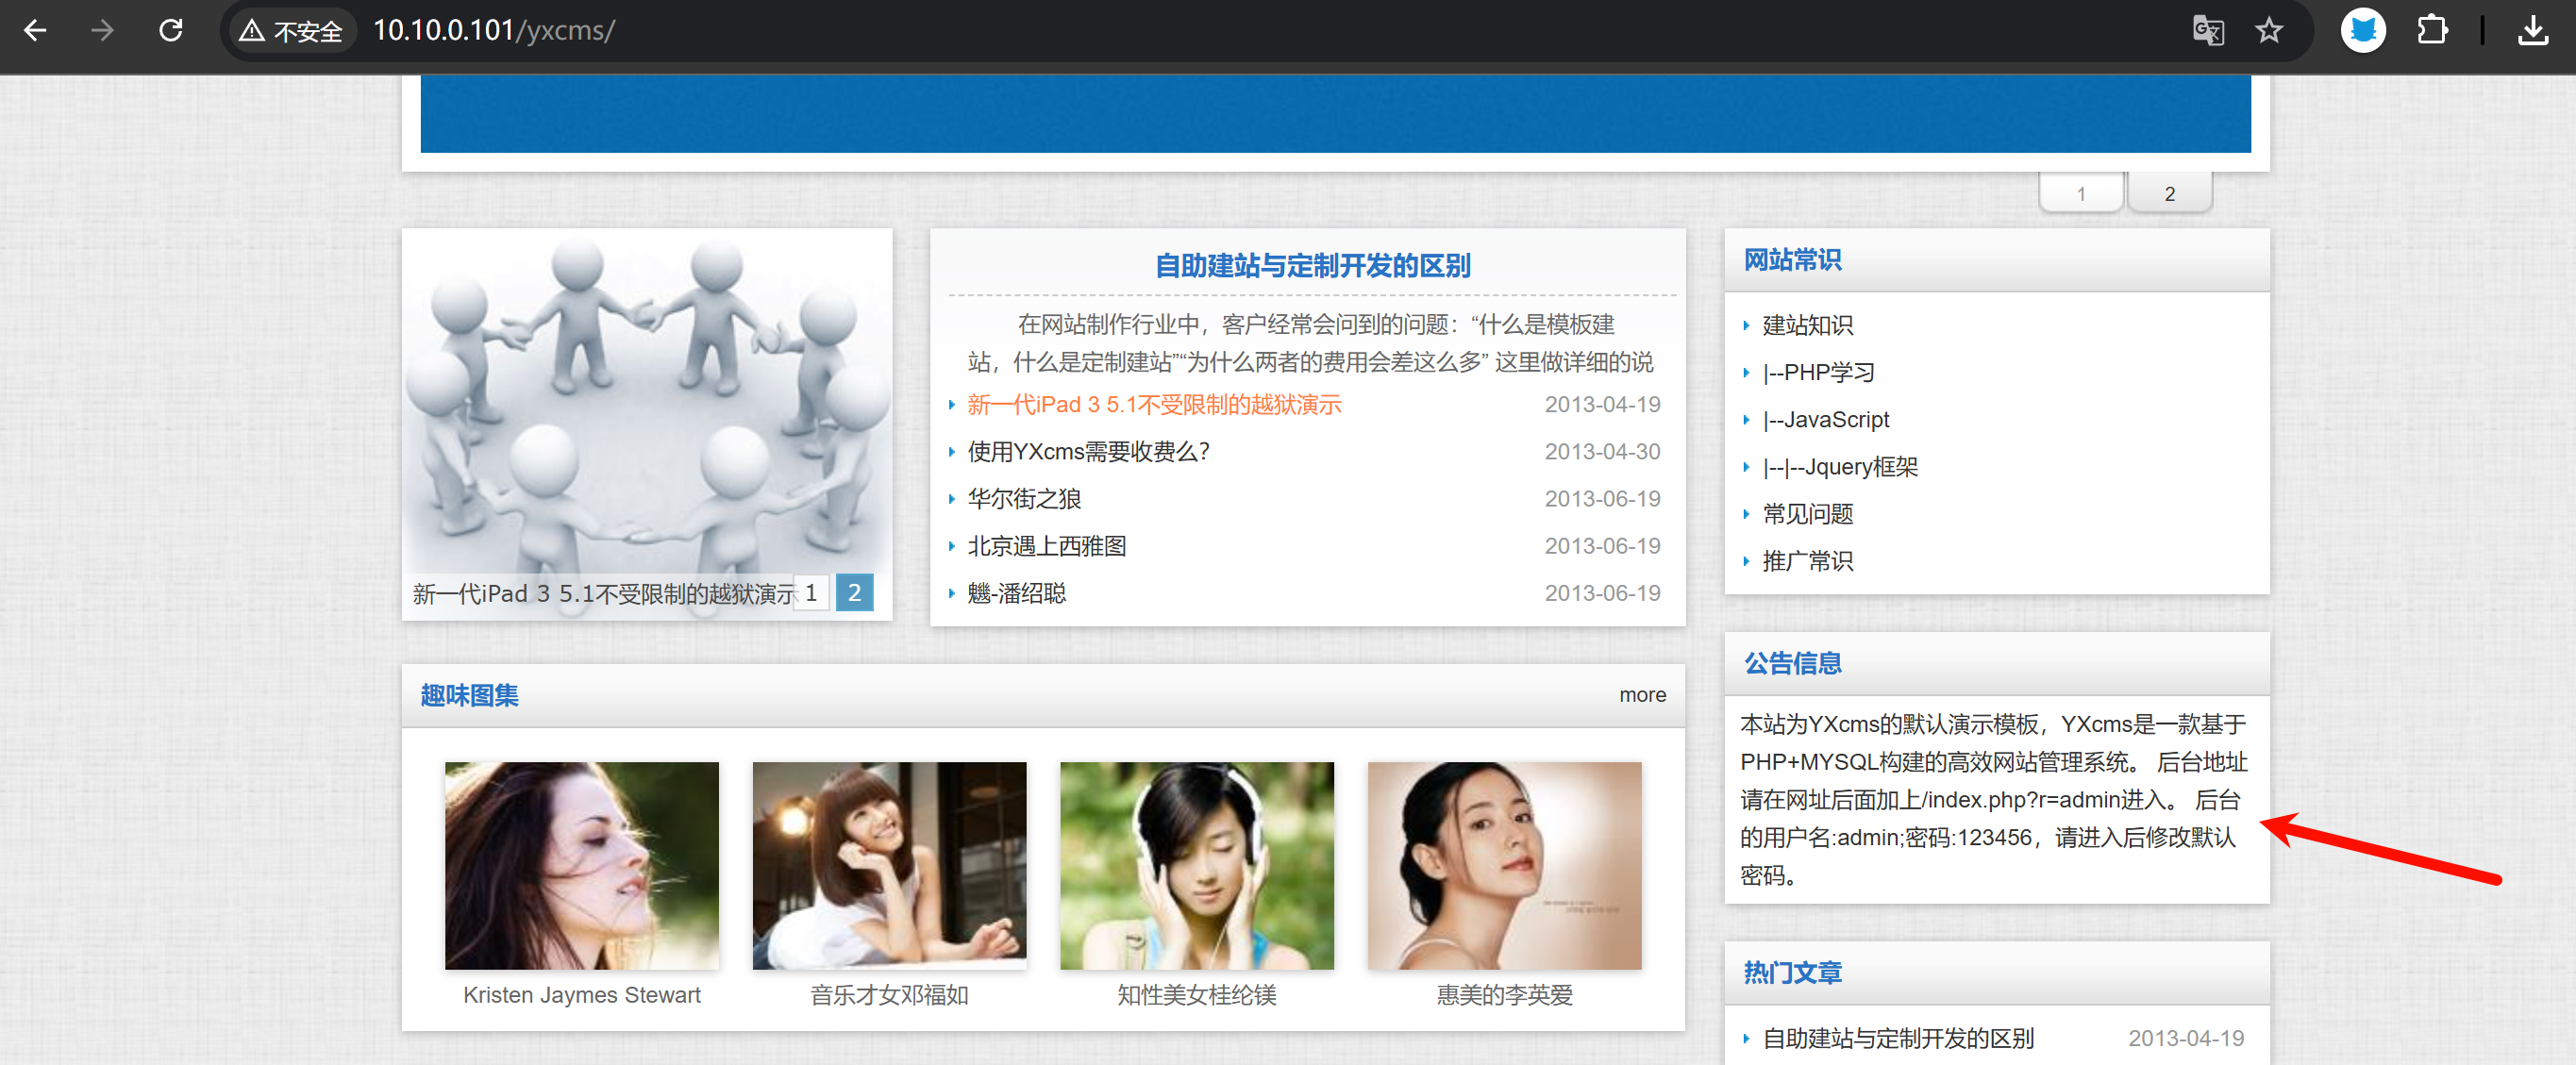 不安全 10.10.0.101/yxcms/
1 2
新一代iPad 3 5.1不受限制的越狱演示 1 2
自助建站与定制开发的区别
在网站制作行业中，客户经常会问到的问题：“什么是模板建
站，什么是定制建站”“为什么两者的费用会差这么多” 这里做详细的说
新一代iPad 3 5.1不受限制的越狱演示 2013-04-19
使用YXcms需要收费么？ 2013-04-30
华尔街之狼 2013-06-19
北京遇上西雅图 2013-06-19
魕-潘绍聪 2013-06-19
网站常识
建站知识
|--PHP学习
|--JavaScript
|--|--Jquery框架
常见问题
推广常识
趣味图集 more
Kristen Jaymes Stewart
音乐才女邓福如
知性美女桂纶镁
惠美的李英爱
公告信息
本站为YXcms的默认演示模板，YXcms是一款基于
PHP+MYSQL构建的高效网站管理系统。 后台地址
请在网址后面加上/index.php?r=admin进入。 后台
的用户名:admin;密码:123456，请进入后修改默认
密码。
热门文章
自助建站与定制开发的区别 2013-04-19